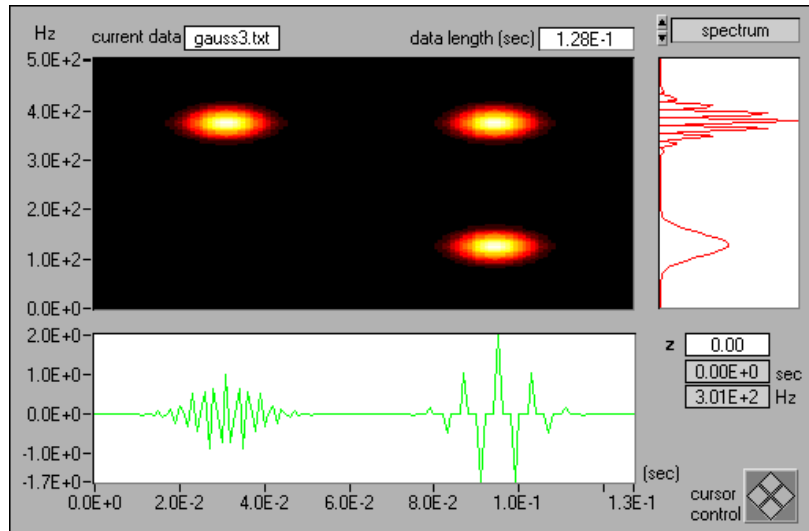 Hz current data gauss3.txt data length (sec) 1.28E-1 spectrum
5.0E+2
4.0E+2
3.0E+2
2.0E+2
1.0E+2
0.0E+0
2.0E+0
1.0E+0
0.0E+0
-1.0E+0
-1.7E+0
0.0E+0 2.0E-2 4.0E-2 6.0E-2 8.0E-2 1.0E-1 1.3E-1
(sec)
z 0.00
0.00E+0 sec
3.01E+2 Hz
cursor
control